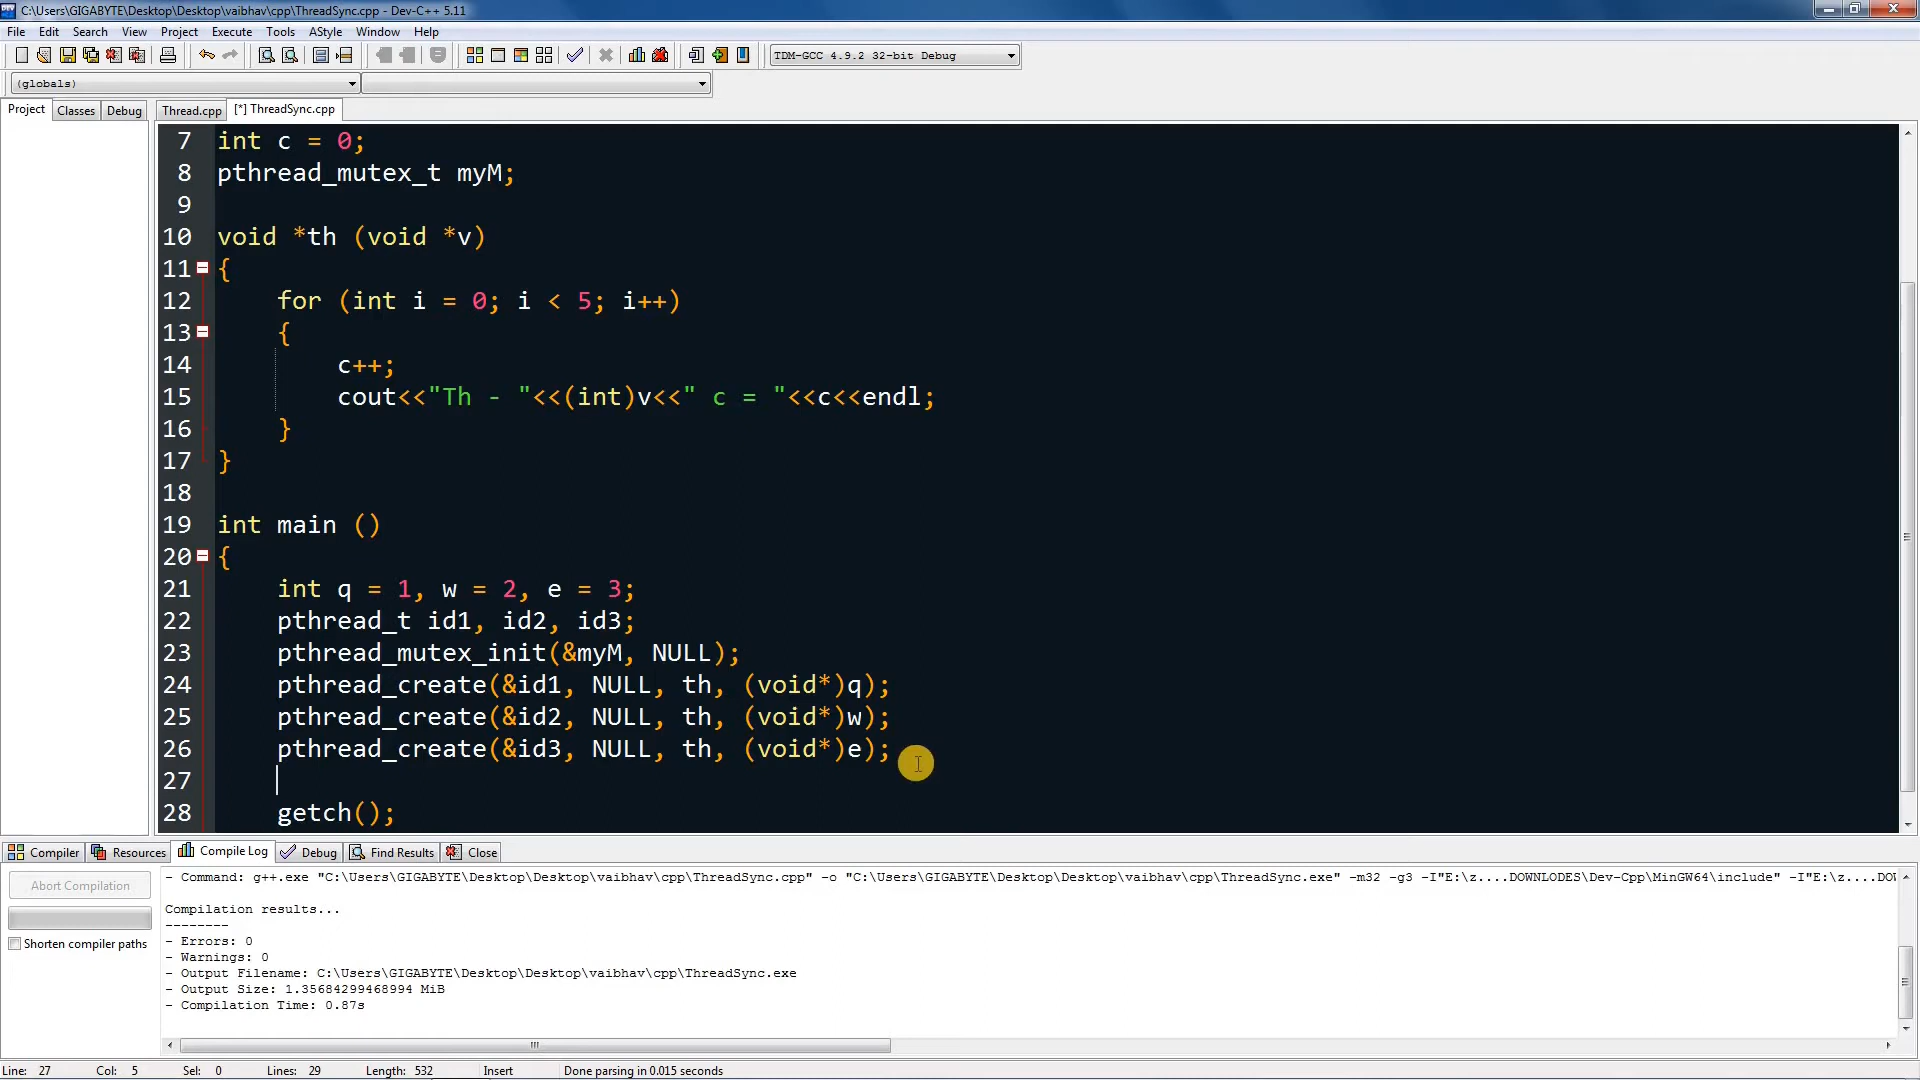 C:\Users\GIGABYTE\Desktop\Desktop\vaibhav\cpp\ThreadSync.cpp - Dev-C++ 5.11
File Edit Search View Project Execute Tools AStyle Window Help
TDM-GCC 4.9.2 32-bit Debug
(globals)
Project Classes Debug Thread.cpp [*] ThreadSync.cpp
7 int c = 0;
8 pthread_mutex_t myM;
9
10 void *th (void *v)
11 {
12 for (int i = 0; i < 5; i++)
13 {
14 c++;
15 cout<<"Th - "<<(int)v<<" c = "<<c<<endl;
16 }
17 }
18
19 int main ()
20 {
21 int q = 1, w = 2, e = 3;
22 pthread_t id1, id2, id3;
23 pthread_mutex_init(&myM, NULL);
24 pthread_create(&id1, NULL, th, (void*)q);
25 pthread_create(&id2, NULL, th, (void*)w);
26 pthread_create(&id3, NULL, th, (void*)e);
27
28 getch();
Compiler Resources Compile Log Debug Find Results Close
Abort Compilation
Shorten compiler paths
- Command: g++.exe "C:\Users\GIGABYTE\Desktop\Desktop\vaibhav\cpp\ThreadSync.cpp" -o "C:\Users\GIGABYTE\Desktop\Desktop\vaibhav\cpp\ThreadSync.exe" -m32 -g3 -I"E:\z....DOWNLODES\Dev-Cpp\MinGW64\include" -I"E:\z....DOW
Compilation results...
--------
- Errors: 0
- Warnings: 0
- Output Filename: C:\Users\GIGABYTE\Desktop\Desktop\vaibhav\cpp\ThreadSync.exe
- Output Size: 1.35684299468994 MiB
- Compilation Time: 0.87s
Line: 27 Col: 5 Sel: 0 Lines: 29 Length: 532 Insert Done parsing in 0.015 seconds